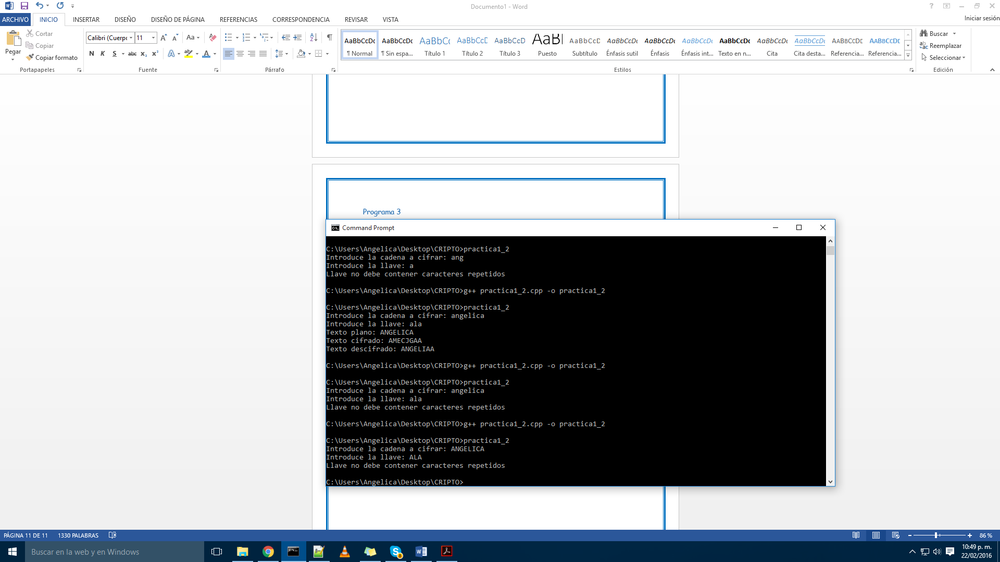 Documento1 - Word
ARCHIVO INICIO INSERTAR DISEÑO DISEÑO DE PÁGINA REFERENCIAS CORRESPONDENCIA REVISAR VISTA Iniciar sesión
Pegar Cortar Copiar Copiar formato
Portapapeles
Calibri (Cuerpo 11
N K S abc x₂ x²
Fuente
Párrafo
AaBbCcDc AaBbCcDc AaBbCc AaBbCcD AaBbCcD AaBl AaBbCcD AaBbCcDc AaBbCcDc AaBbCcDc AaBbCcDc AaBbCcDc AaBbCcDc AABBCCDD AABBCCDD
¶ Normal ¶ Sin espa... Título 1 Título 2 Título 3 Puesto Subtítulo Énfasis sutil Énfasis Énfasis int... Texto en n... Cita Cita desta... Referencia... Referencia...
Estilos
Buscar
Reemplazar
Seleccionar
Edición
Programa 3
Command Prompt
C:\Users\Angelica\Desktop\CRIPTO>practica1_2
Introduce la cadena a cifrar: ang
Introduce la llave: a
Llave no debe contener caracteres repetidos
C:\Users\Angelica\Desktop\CRIPTO>g++ practica1_2.cpp -o practica1_2
C:\Users\Angelica\Desktop\CRIPTO>practica1_2
Introduce la cadena a cifrar: angelica
Introduce la llave: ala
Texto plano: ANGELICA
Texto cifrado: AMECJGAA
Texto descifrado: ANGELIAA
C:\Users\Angelica\Desktop\CRIPTO>g++ practica1_2.cpp -o practica1_2
C:\Users\Angelica\Desktop\CRIPTO>practica1_2
Introduce la cadena a cifrar: angelica
Introduce la llave: ala
Llave no debe contener caracteres repetidos
C:\Users\Angelica\Desktop\CRIPTO>g++ practica1_2.cpp -o practica1_2
C:\Users\Angelica\Desktop\CRIPTO>practica1_2
Introduce la cadena a cifrar: ANGELICA
Introduce la llave: ALA
Llave no debe contener caracteres repetidos
C:\Users\Angelica\Desktop\CRIPTO>
PÁGINA 11 DE 11 1330 PALABRAS 86 %
Buscar en la web y en Windows
10:49 p. m.
22/02/2016